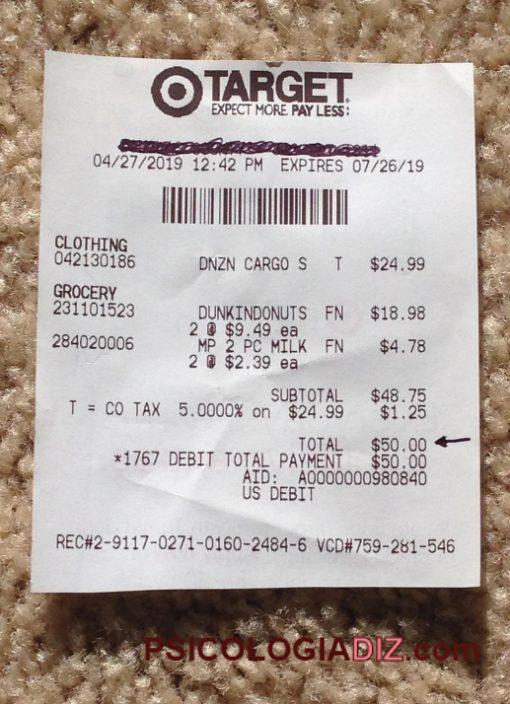 TARGET
EXPECT MORE. PAY LESS.
04/27/2019 12:42 PM EXPIRES 07/26/19
CLOTHING
042130186 DNZN CARGO S T $24.99
GROCERY
231101523 DUNKINDONUTS FN $18.98
2 @ $9.49 ea
284020006 MP 2 PC MILK FN $4.78
2 @ $2.39 ea
SUBTOTAL $48.75
T = CO TAX 5.0000% on $24.99 $1.25
TOTAL $50.00
*1767 DEBIT TOTAL PAYMENT $50.00
AID: A0000000980840
US DEBIT
REC#2-9117-0271-0160-2484-6 VCD#759-281-546
PSICOLOGIADIZ.com